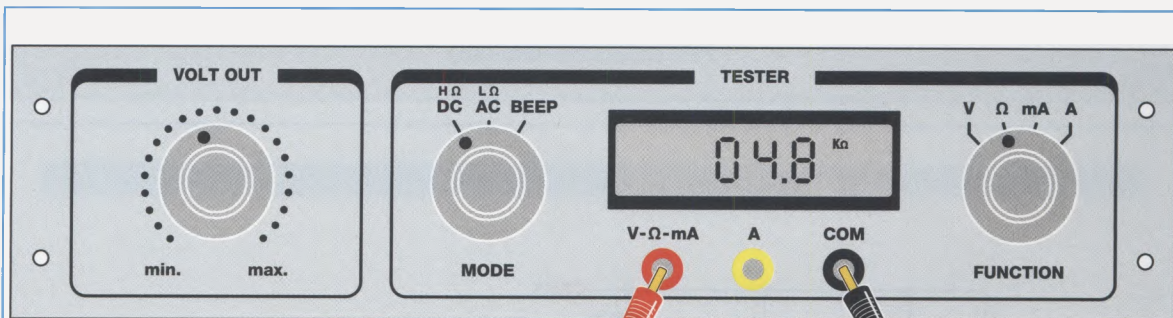 VOLT OUT
min.
max.
TESTER
HΩ LΩ
DC AC BEEP
MODE
04.8 KΩ
V-Ω-mA
A
COM
V Ω mA A
FUNCTION